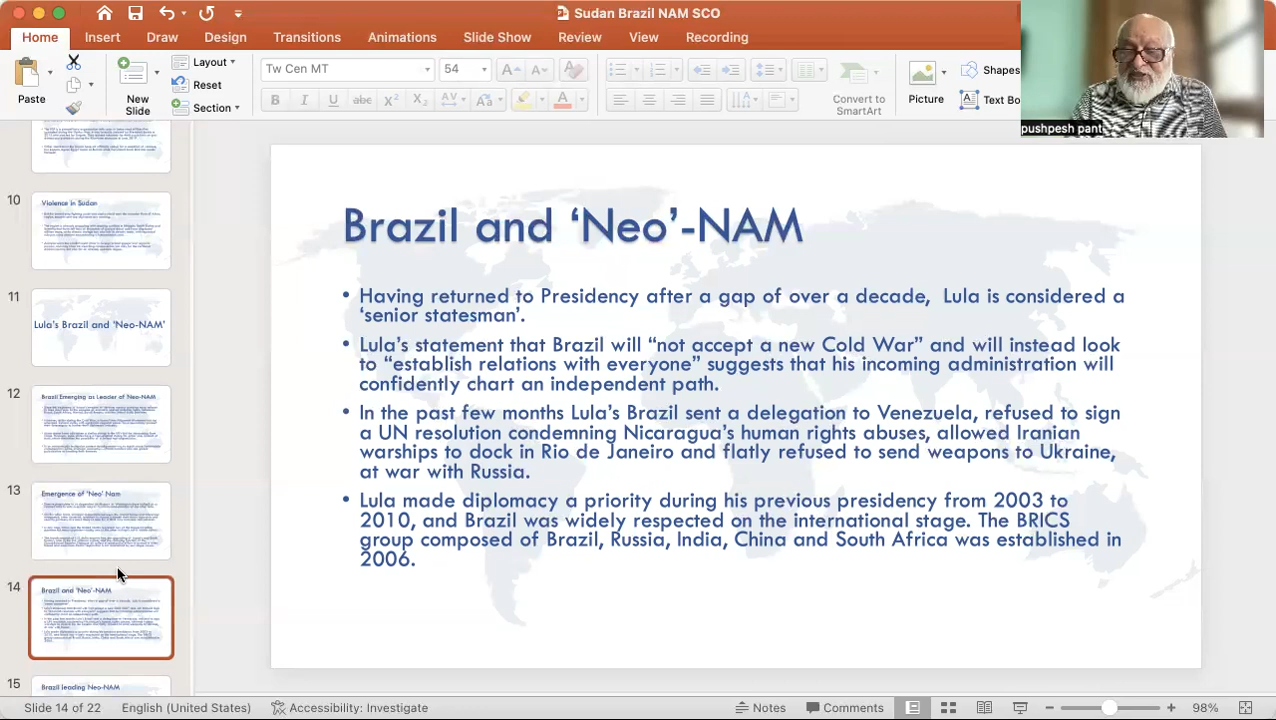 Sudan Brazil NAM SCO
Home Insert Draw Design Transitions Animations Slide Show Review View Recording
Paste
New
Slide
Layout
Reset
Section
Tw Cen MT 54
Convert to
SmartArt
Picture
Shapes
Text Bo
pushpesh pant
10
Violence in Sudan
11
Lula's Brazil and 'Neo-NAM'
12
Brazil Emerging as Leader of Neo-NAM
13
Emergence of 'Neo' Nam
14
Brazil and 'Neo'-NAM
15
Brazil leading Neo-NAM
Brazil and ‘Neo’-NAM
• Having returned to Presidency after a gap of over a decade, Lula is considered a
‘senior statesman’.
• Lula’s statement that Brazil will “not accept a new Cold War” and will instead look
to “establish relations with everyone” suggests that his incoming administration will
confidently chart an independent path.
• In the past few months Lula’s Brazil sent a delegation to Venezuela, refused to sign
a UN resolution condemning Nicaragua’s human rights abuses, allowed Iranian
warships to dock in Rio de Janeiro and flatly refused to send weapons to Ukraine,
at war with Russia.
• Lula made diplomacy a priority during his previous presidency from 2003 to
2010, and Brazil was widely respected on the international stage. The BRICS
group composed of Brazil, Russia, India, China and South Africa was established in
2006.
Slide 14 of 22 English (United States) Accessibility: Investigate Notes Comments 98%